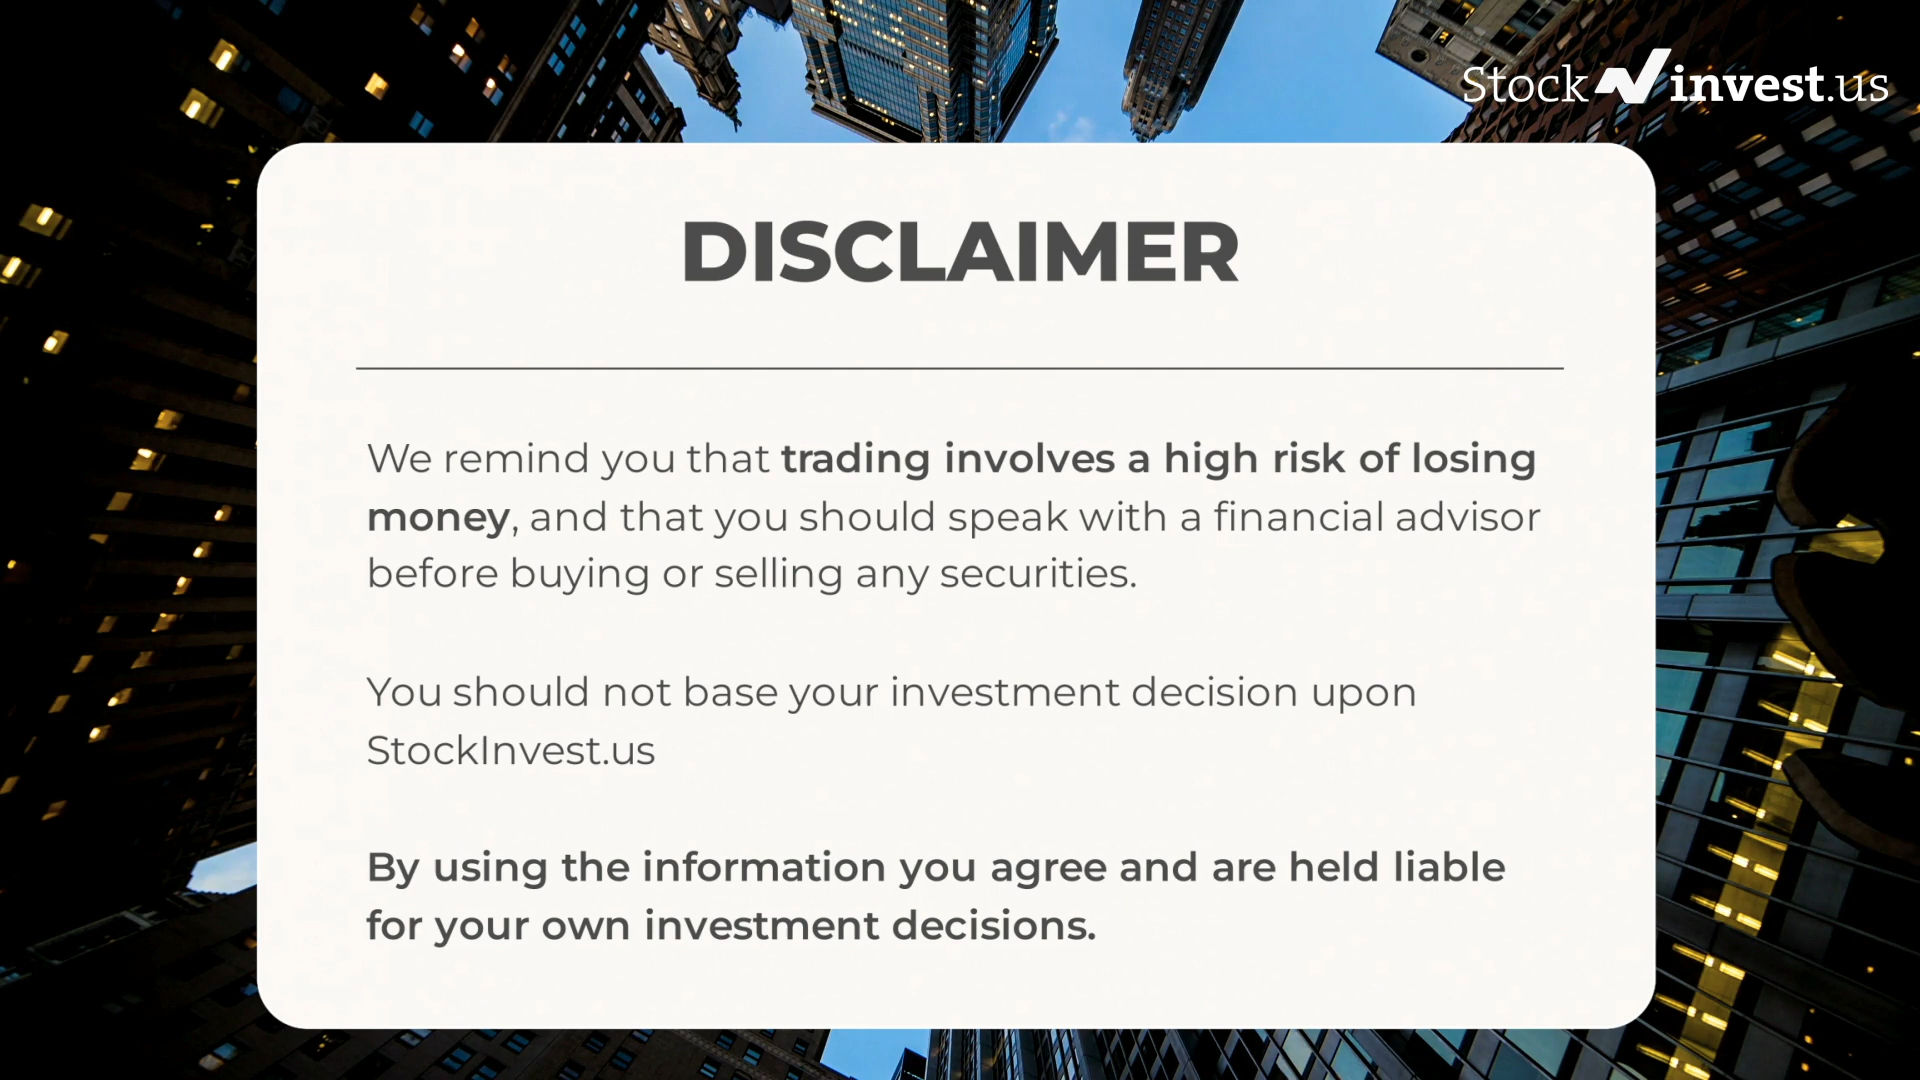 Stock invest.us
DISCLAIMER
We remind you that trading involves a high risk of losing
money, and that you should speak with a financial advisor
before buying or selling any securities.
You should not base your investment decision upon
StockInvest.us
By using the information you agree and are held liable
for your own investment decisions.